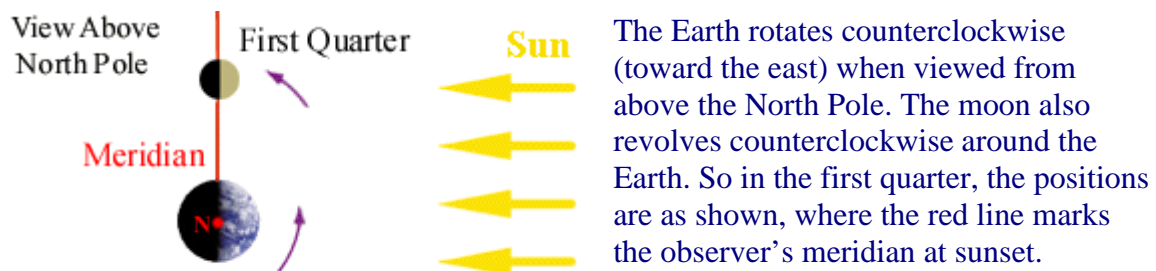 View Above
North Pole
First Quarter
Sun
Meridian
N
The Earth rotates counterclockwise
(toward the east) when viewed from
above the North Pole. The moon also
revolves counterclockwise around the
Earth. So in the first quarter, the positions
are as shown, where the red line marks
the observer’s meridian at sunset.